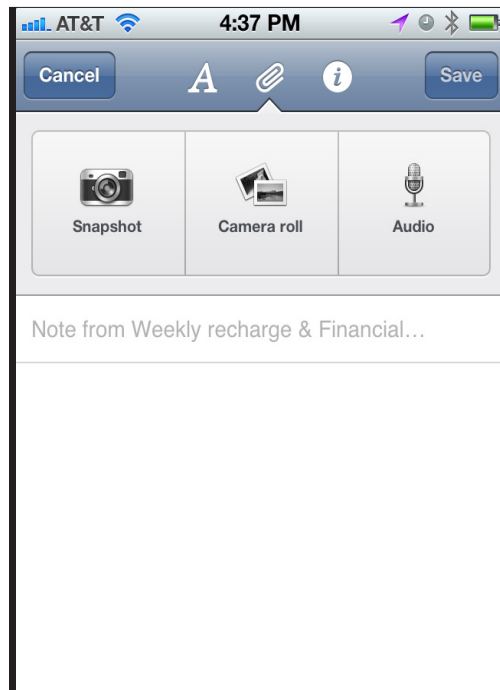 AT&T 4:37 PM
Cancel A i Save
Snapshot Camera roll Audio
Note from Weekly recharge & Financial…